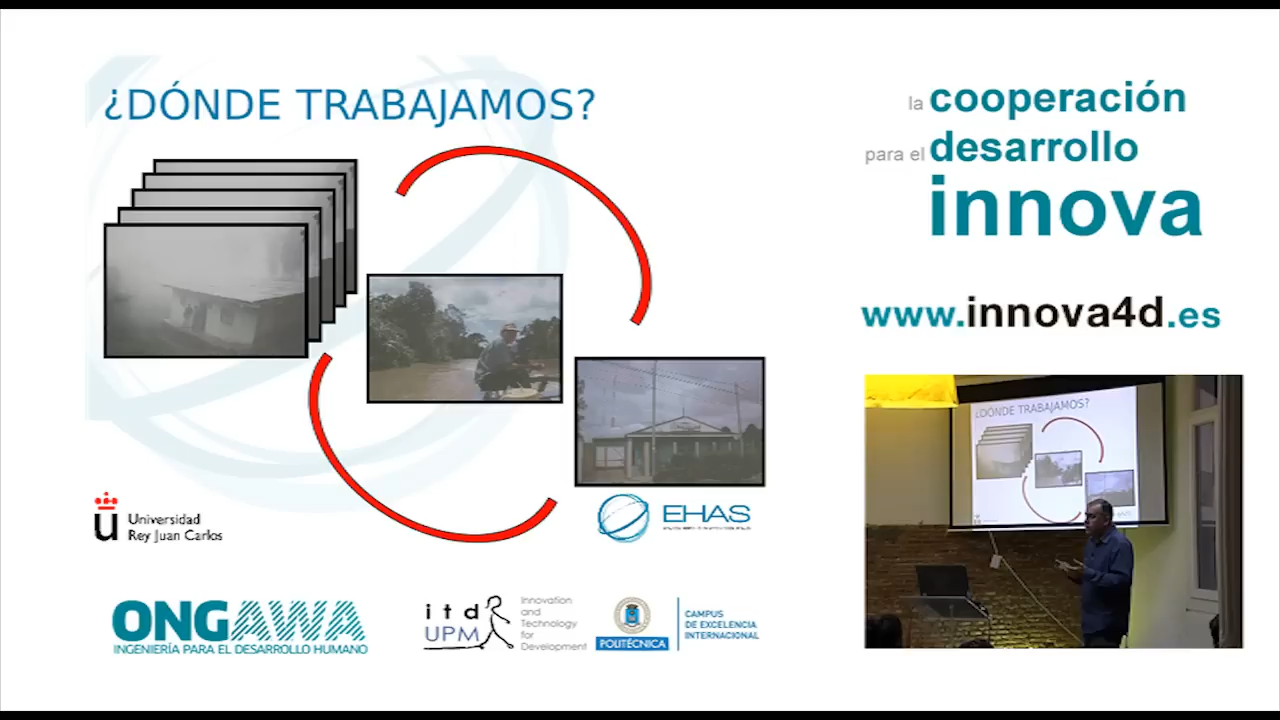 ¿DÓNDE TRABAJAMOS?
Universidad
Rey Juan Carlos
EHAS
ONGAWA
INGENIERÍA PARA EL DESARROLLO HUMANO
itd
UPM
Innovation
and
Technology
for
Development
POLITÉCNICA
CAMPUS
DE EXCELENCIA
INTERNACIONAL
la cooperación
para el desarrollo
innova
www.innova4d.es
¿DÓNDE TRABAJAMOS?